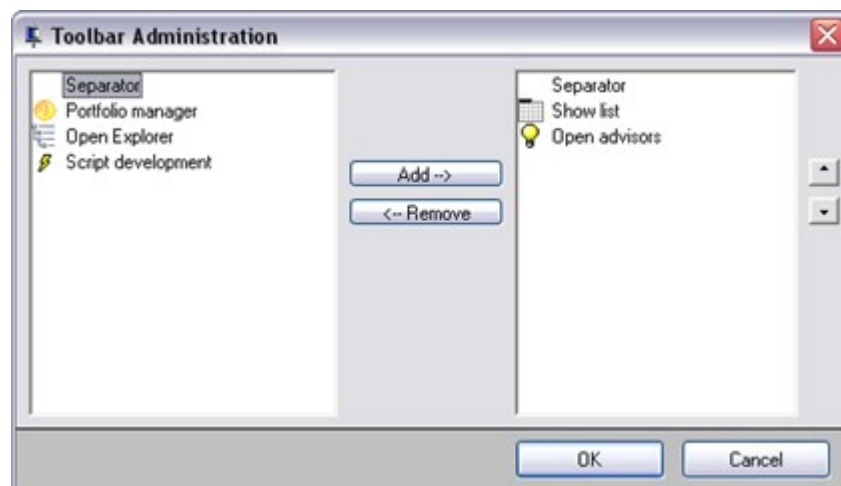 Toolbar Administration
Separator
Portfolio manager
Open Explorer
Script development
Add -->
<-- Remove
Separator
Show list
Open advisors
OK
Cancel